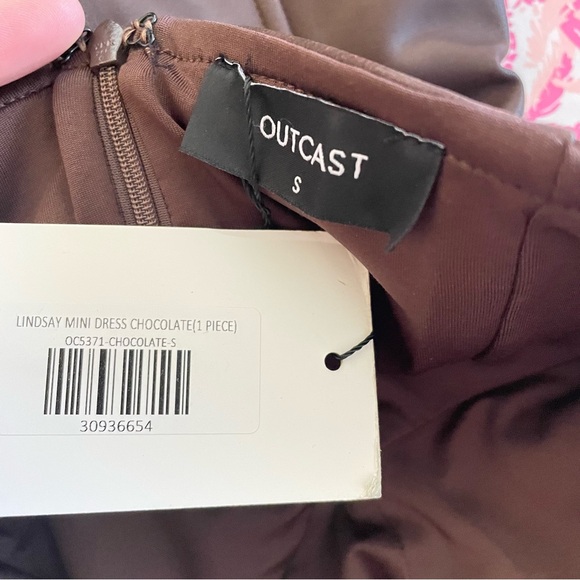 OUTCAST
S
LINDSAY MINI DRESS CHOCOLATE(1 PIECE)
OC5371-CHOCOLATE-S
30936654